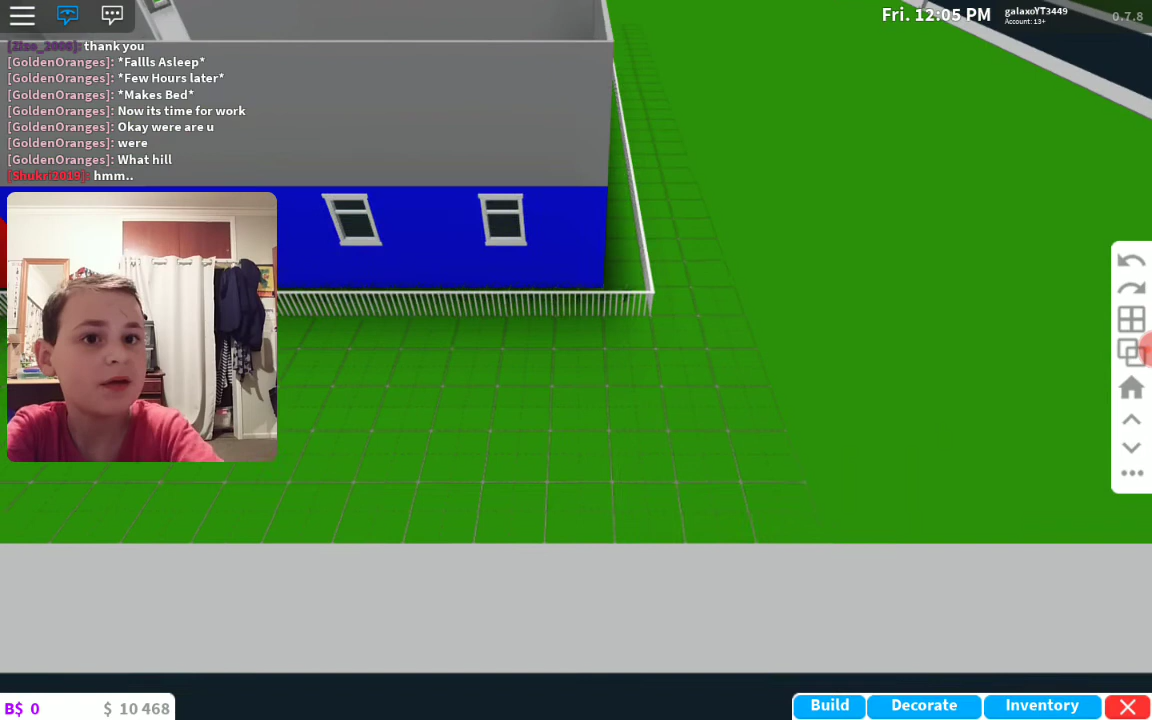 Fri. 12:05 PM
galaxoYT3449
Account: 13+
0.7.8
[Zize_2008]: thank you
[GoldenOranges]: *Fallls Asleep*
[GoldenOranges]: *Few Hours later*
[GoldenOranges]: *Makes Bed*
[GoldenOranges]: Now its time for work
[GoldenOranges]: Okay were are u
[GoldenOranges]: were
[GoldenOranges]: What hill
[Shukri2019]: hmm..
B$ 0
$ 10 468
Build
Decorate
Inventory